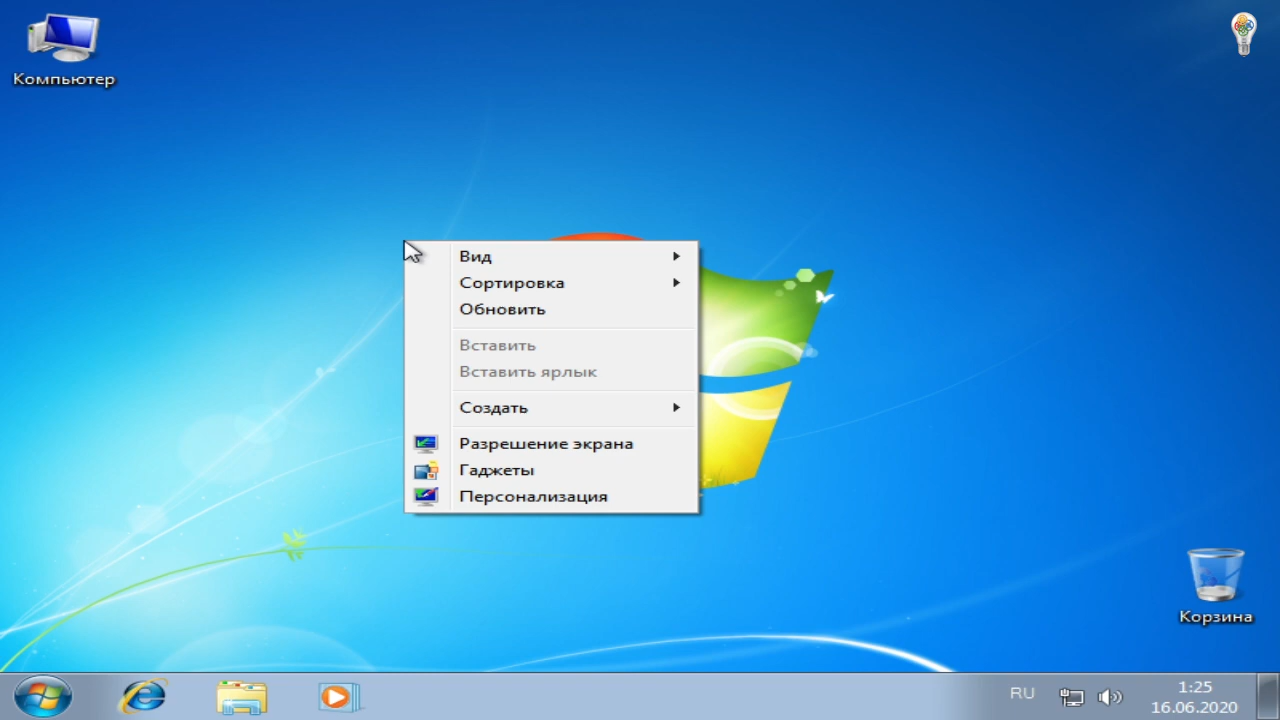 Компьютер
Вид
Сортировка
Обновить
Вставить
Вставить ярлык
Создать
Разрешение экрана
Гаджеты
Персонализация
Корзина
RU
1:25
16.06.2020